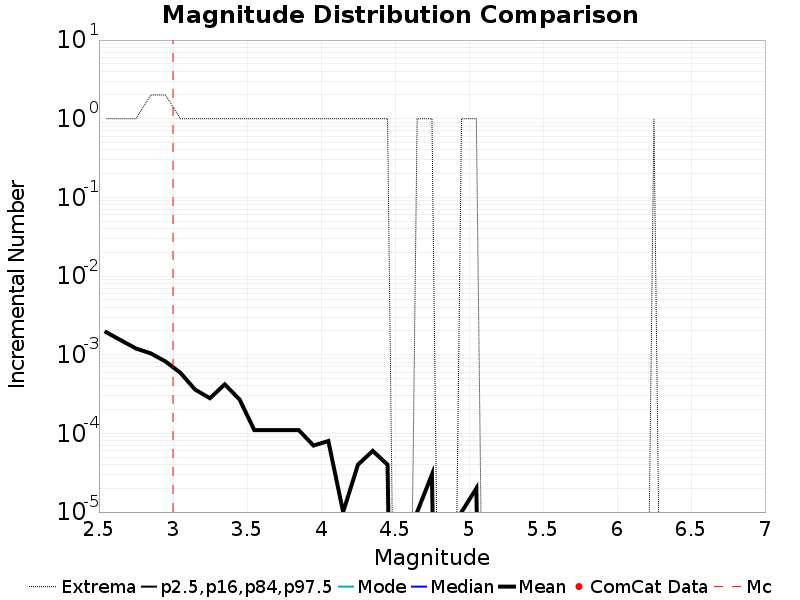 Magnitude Distribution Comparison
10^1
10^0
10^-1
10^-2
10^-3
10^-4
10^-5
Incremental Number
2.5 3 3.5 4 4.5 5 5.5 6 6.5 7
Magnitude
Extrema p2.5,p16,p84,p97.5 Mode Median Mean ComCat Data Mc